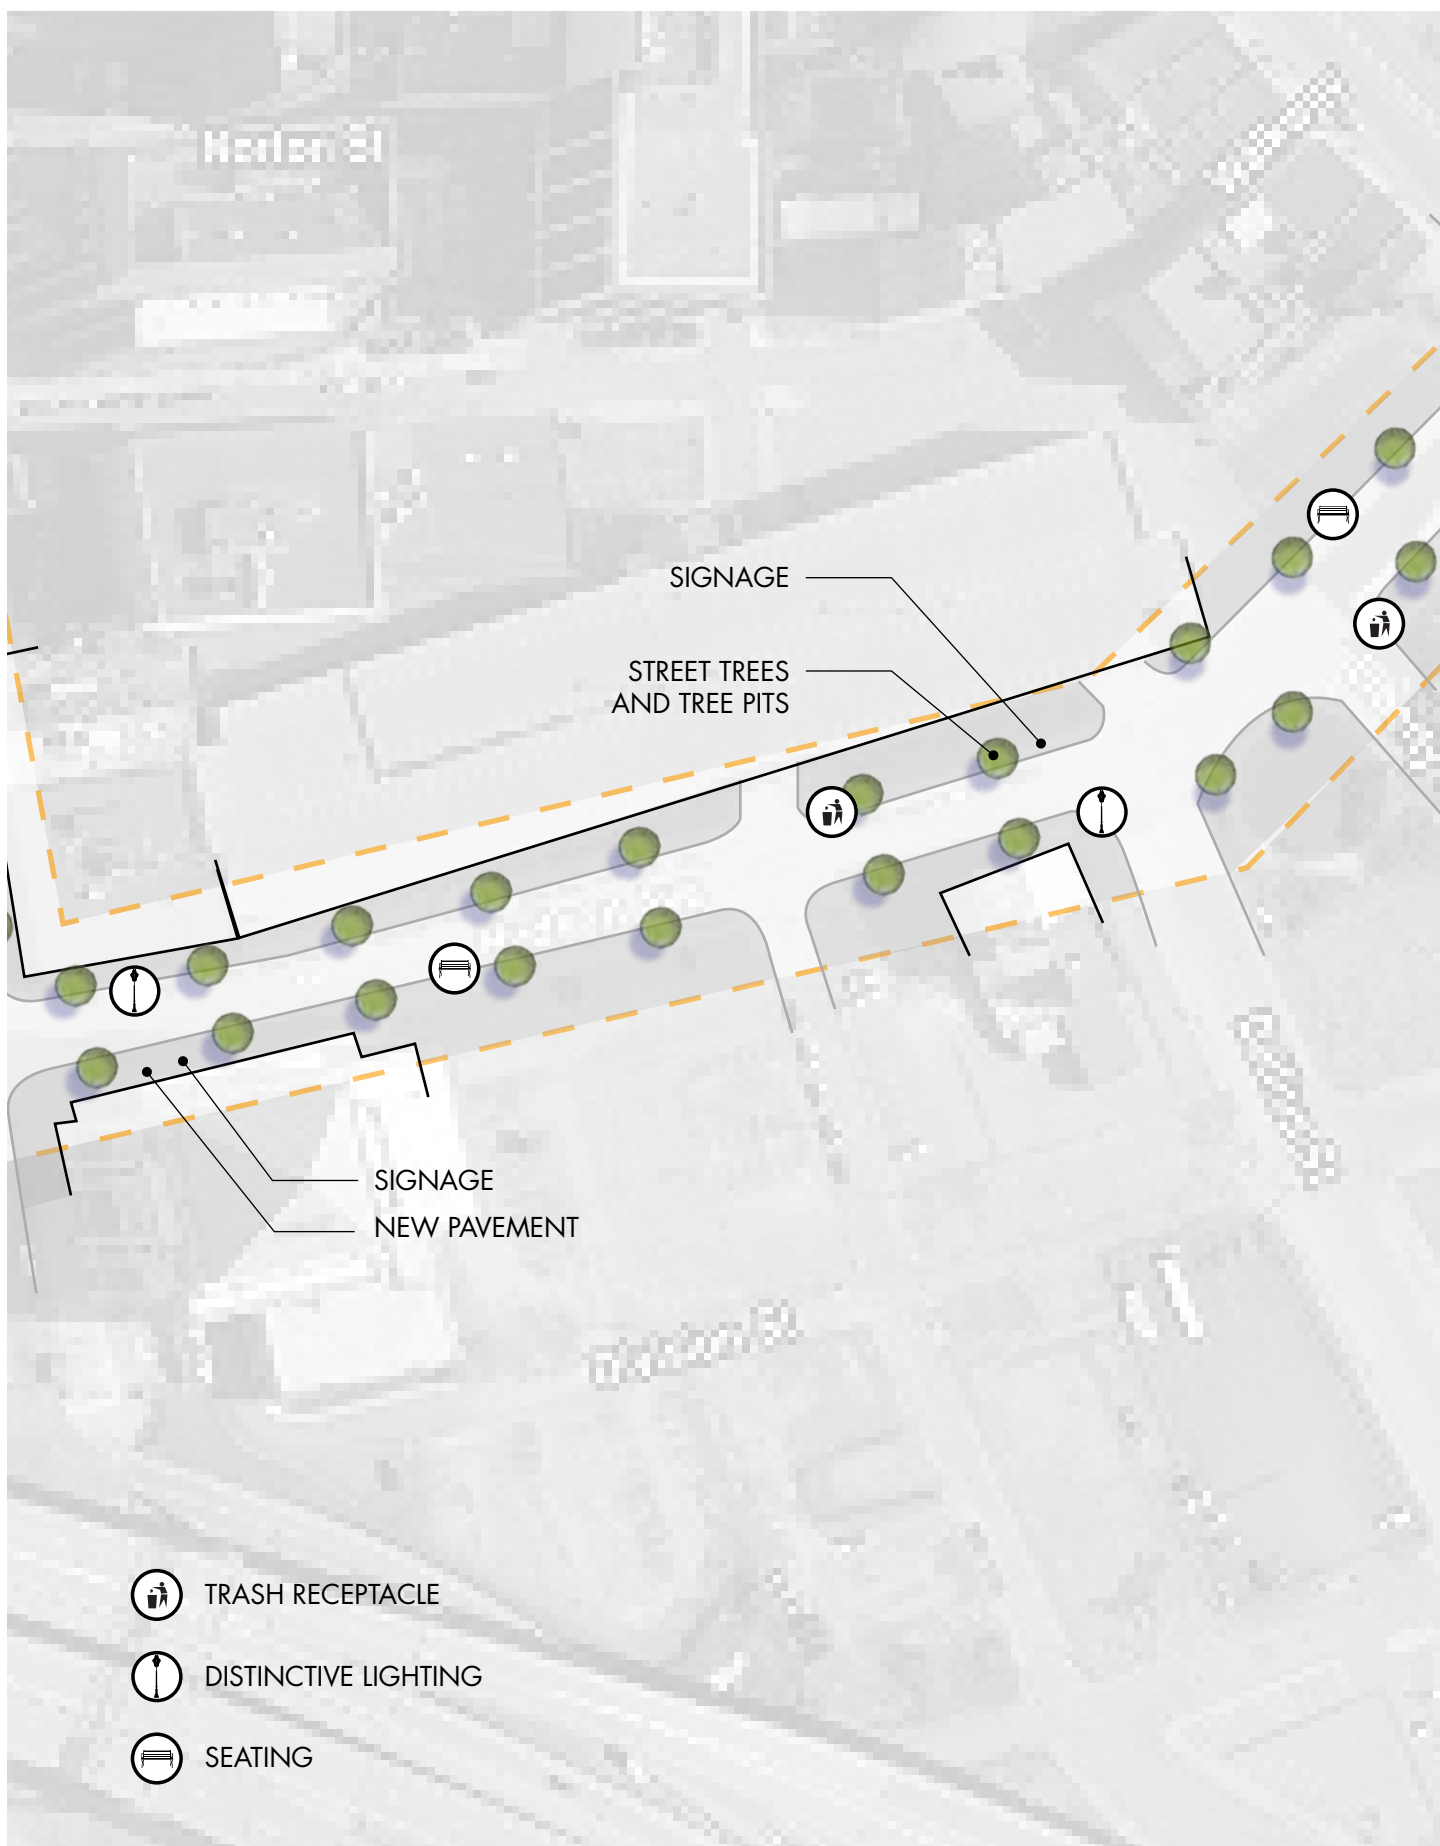 SIGNAGE
STREET TREES
AND TREE PITS
SIGNAGE
NEW PAVEMENT
TRASH RECEPTACLE
DISTINCTIVE LIGHTING
SEATING